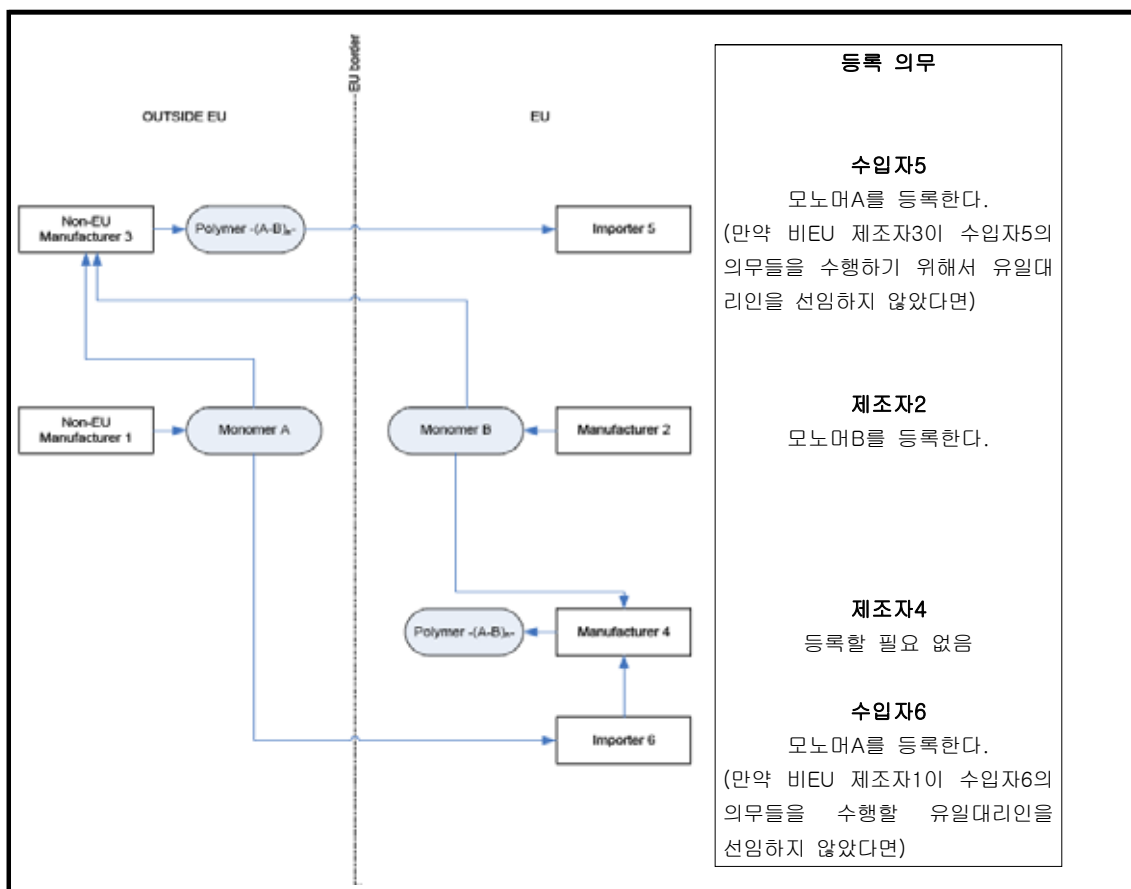 EU border
OUTSIDE EU
EU
Non-EU
Manufacturer 3
Polymer -(A-B)n-
Importer 5
Non-EU
Manufacturer 1
Monomer A
Monomer B
Manufacturer 2
Polymer -(A-B)n-
Manufacturer 4
Importer 6
등록 의무
수입자5
모노머A를 등록한다.
(만약 비EU 제조자3이 수입자5의
의무들을 수행하기 위해서 유일대
리인을 선임하지 않았다면)
제조자2
모노머B를 등록한다.
제조자4
등록할 필요 없음
수입자6
모노머A를 등록한다.
(만약 비EU 제조자1이 수입자6의
의무들을 수행할 유일대리인을
선임하지 않았다면)